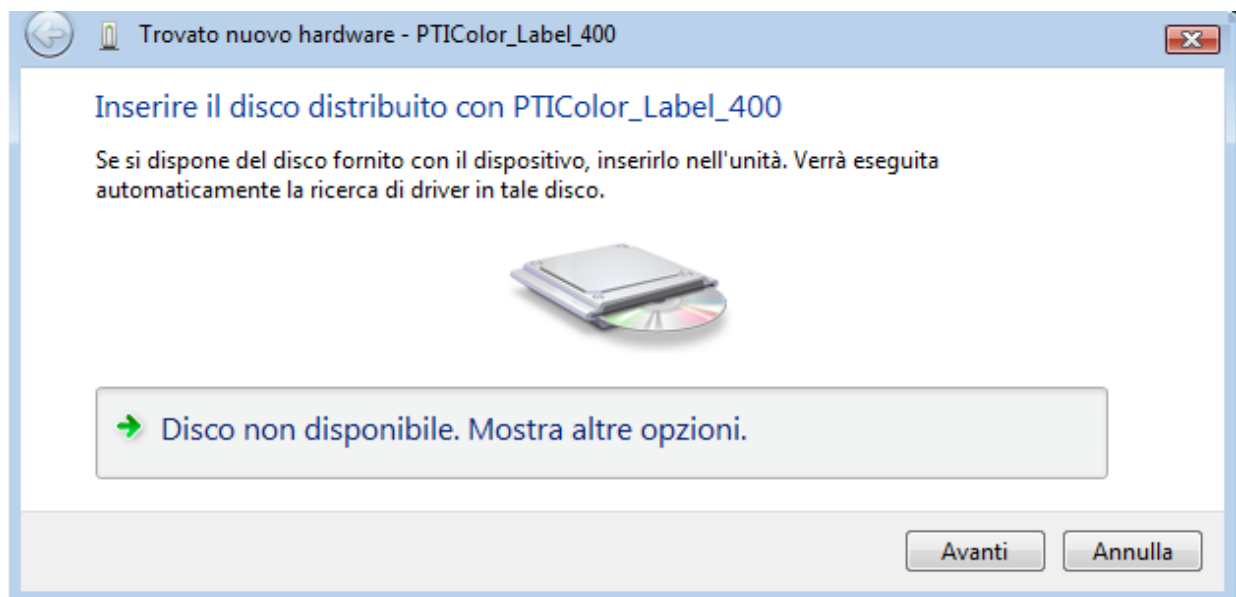 Trovato nuovo hardware - PTIColor_Label_400
Inserire il disco distribuito con PTIColor_Label_400
Se si dispone del disco fornito con il dispositivo, inserirlo nell'unità. Verrà eseguita
automaticamente la ricerca di driver in tale disco.
Disco non disponibile. Mostra altre opzioni.
Avanti
Annulla